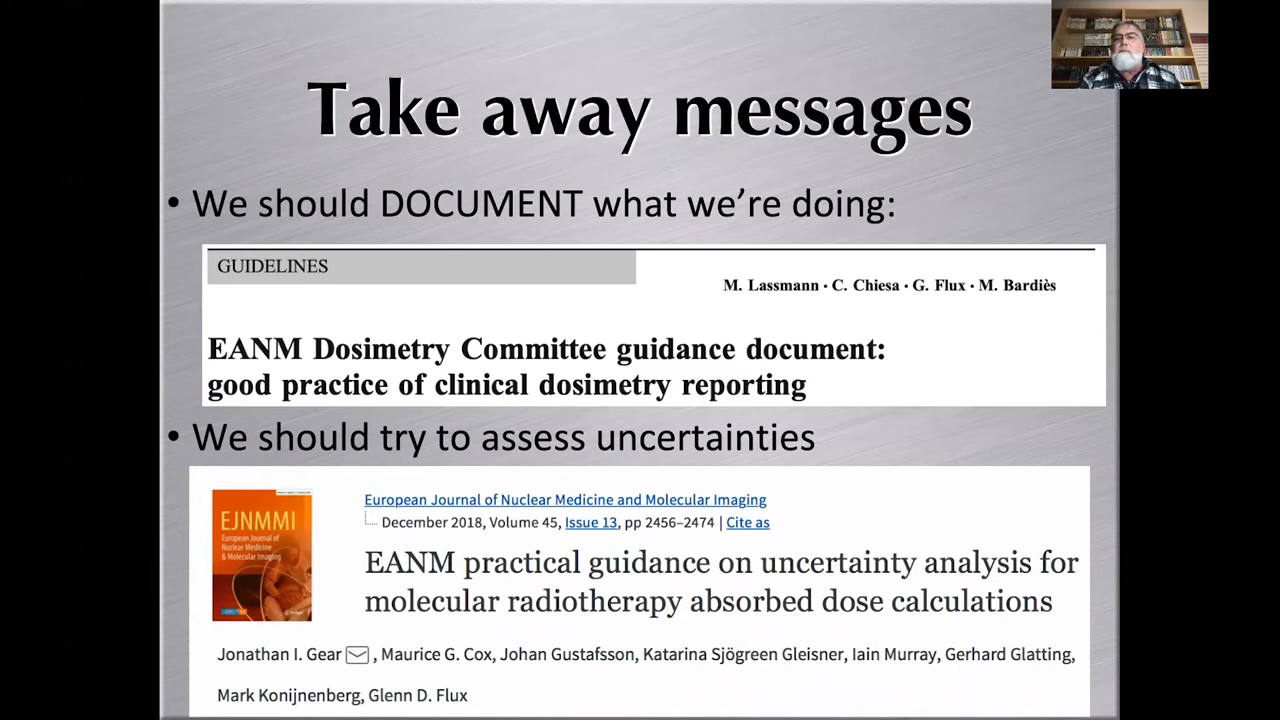 Take away messages
• We should DOCUMENT what we're doing:
GUIDELINES
M. Lassmann · C. Chiesa · G. Flux · M. Bardiès
EANM Dosimetry Committee guidance document:
good practice of clinical dosimetry reporting
• We should try to assess uncertainties
EJNMMI
European Journal of
Nuclear Medicine
& Molecular Imaging
European Journal of Nuclear Medicine and Molecular Imaging
December 2018, Volume 45, Issue 13, pp 2456–2474 | Cite as
EANM practical guidance on uncertainty analysis for
molecular radiotherapy absorbed dose calculations
Jonathan I. Gear , Maurice G. Cox, Johan Gustafsson, Katarina Sjögreen Gleisner, Iain Murray, Gerhard Glatting,
Mark Konijnenberg, Glenn D. Flux